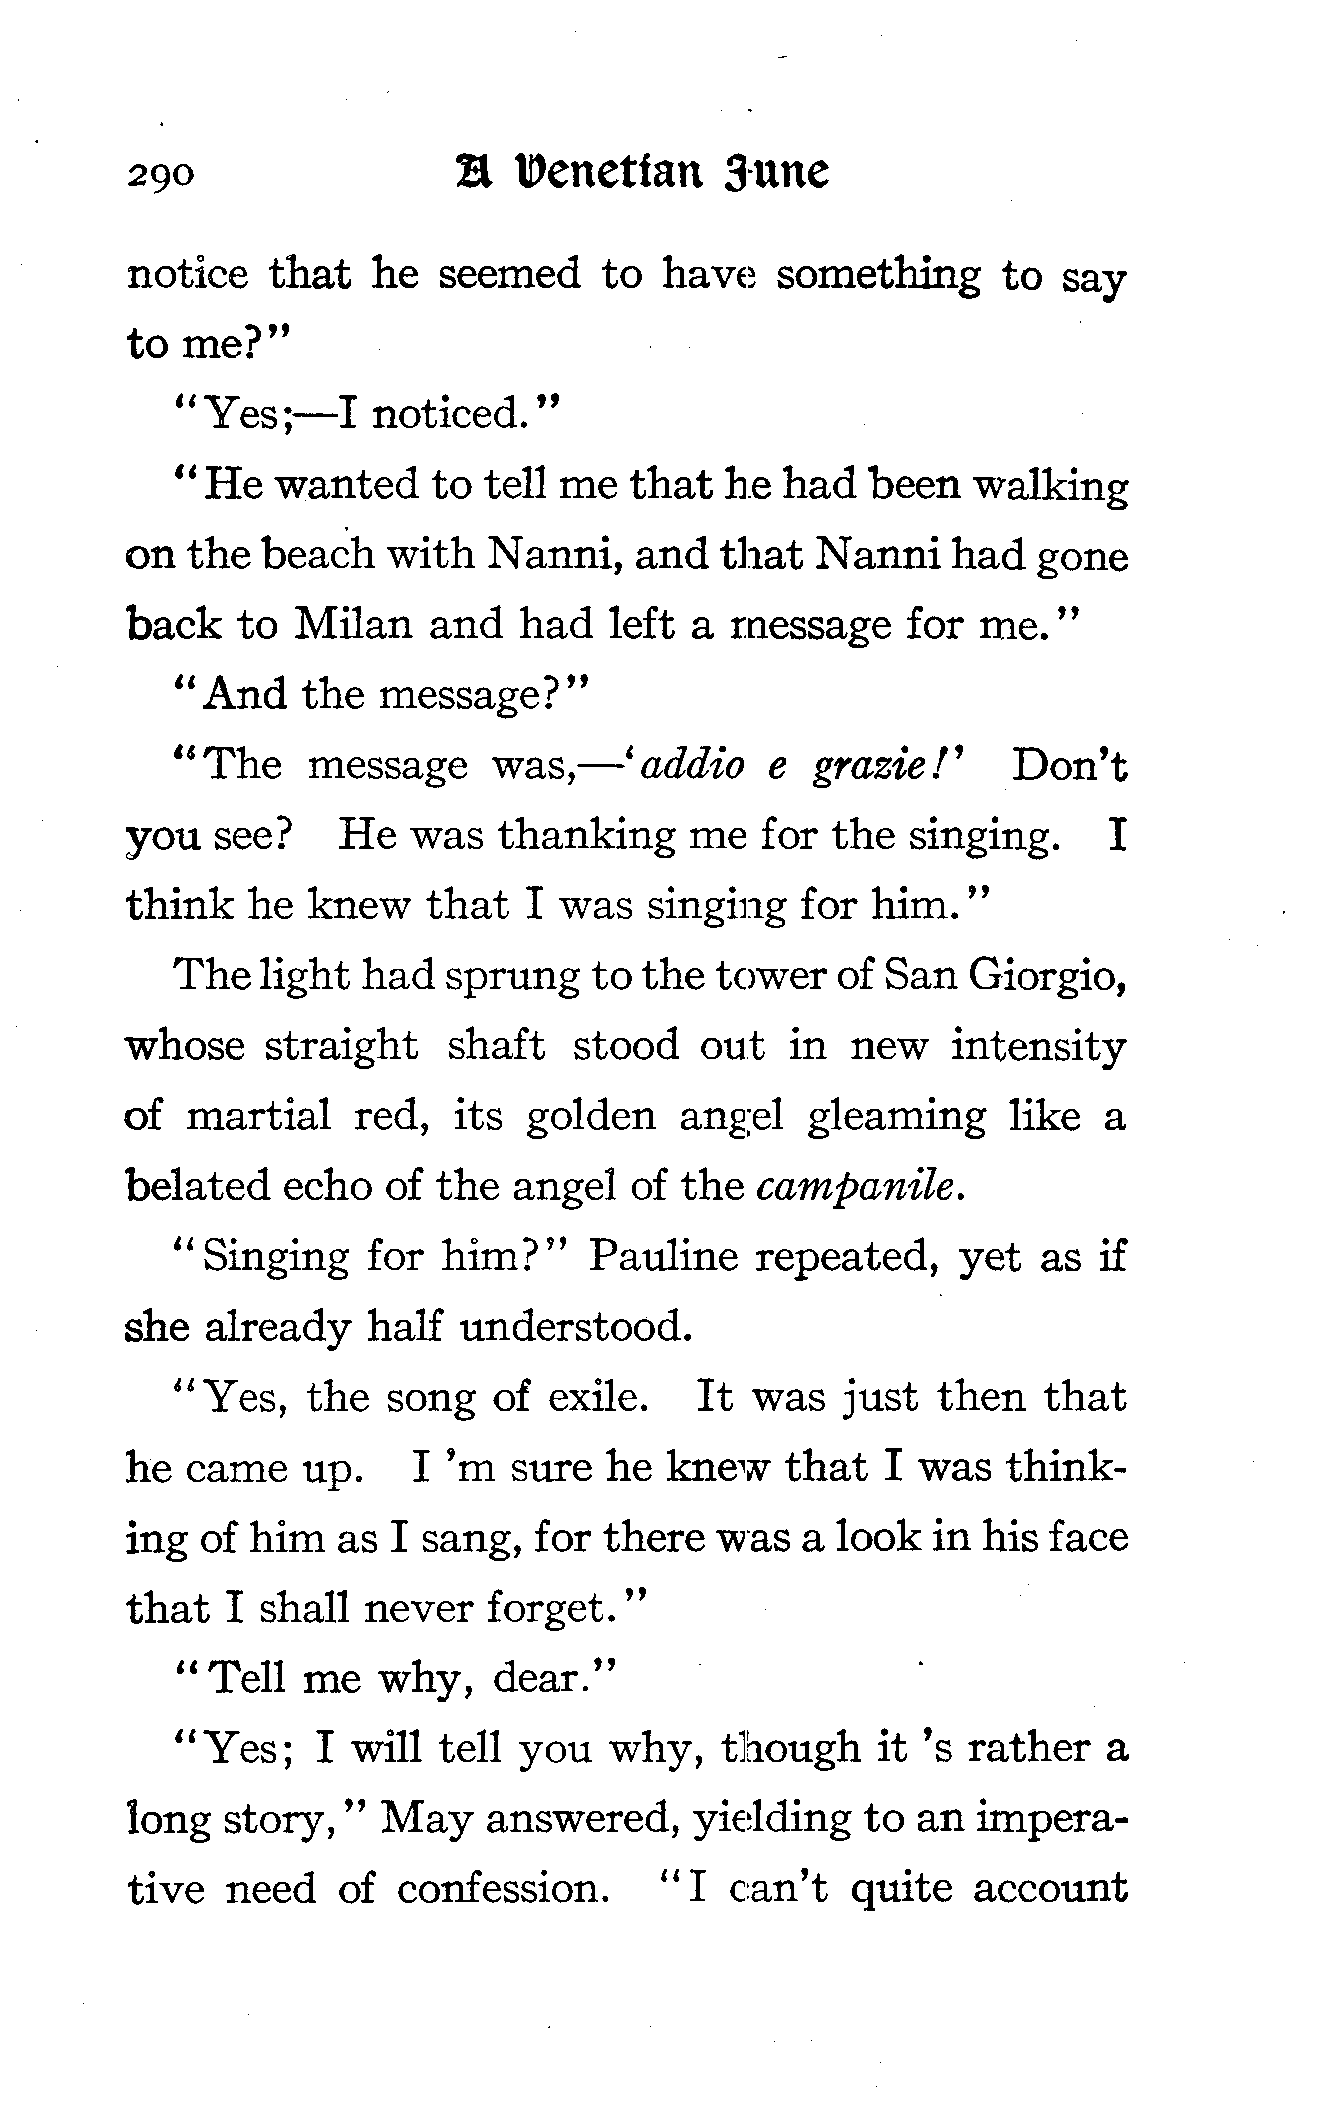 290 A Venetian June
notice that he seemed to have something to say
to me?"
"Yes;—I noticed."
"He wanted to tell me that he had been walking
on the beach with Nanni, and that Nanni had gone
back to Milan and had left a message for me."
"And the message?"
"The message was,—'addio e grazie!' Don't
you see? He was thanking me for the singing. I
think he knew that I was singing for him."
The light had sprung to the tower of San Giorgio,
whose straight shaft stood out in new intensity
of martial red, its golden angel gleaming like a
belated echo of the angel of the campanile.
"Singing for him?" Pauline repeated, yet as if
she already half understood.
"Yes, the song of exile. It was just then that
he came up. I 'm sure he knew that I was think-
ing of him as I sang, for there was a look in his face
that I shall never forget."
"Tell me why, dear."
"Yes; I will tell you why, though it 's rather a
long story," May answered, yielding to an impera-
tive need of confession. "I can't quite account